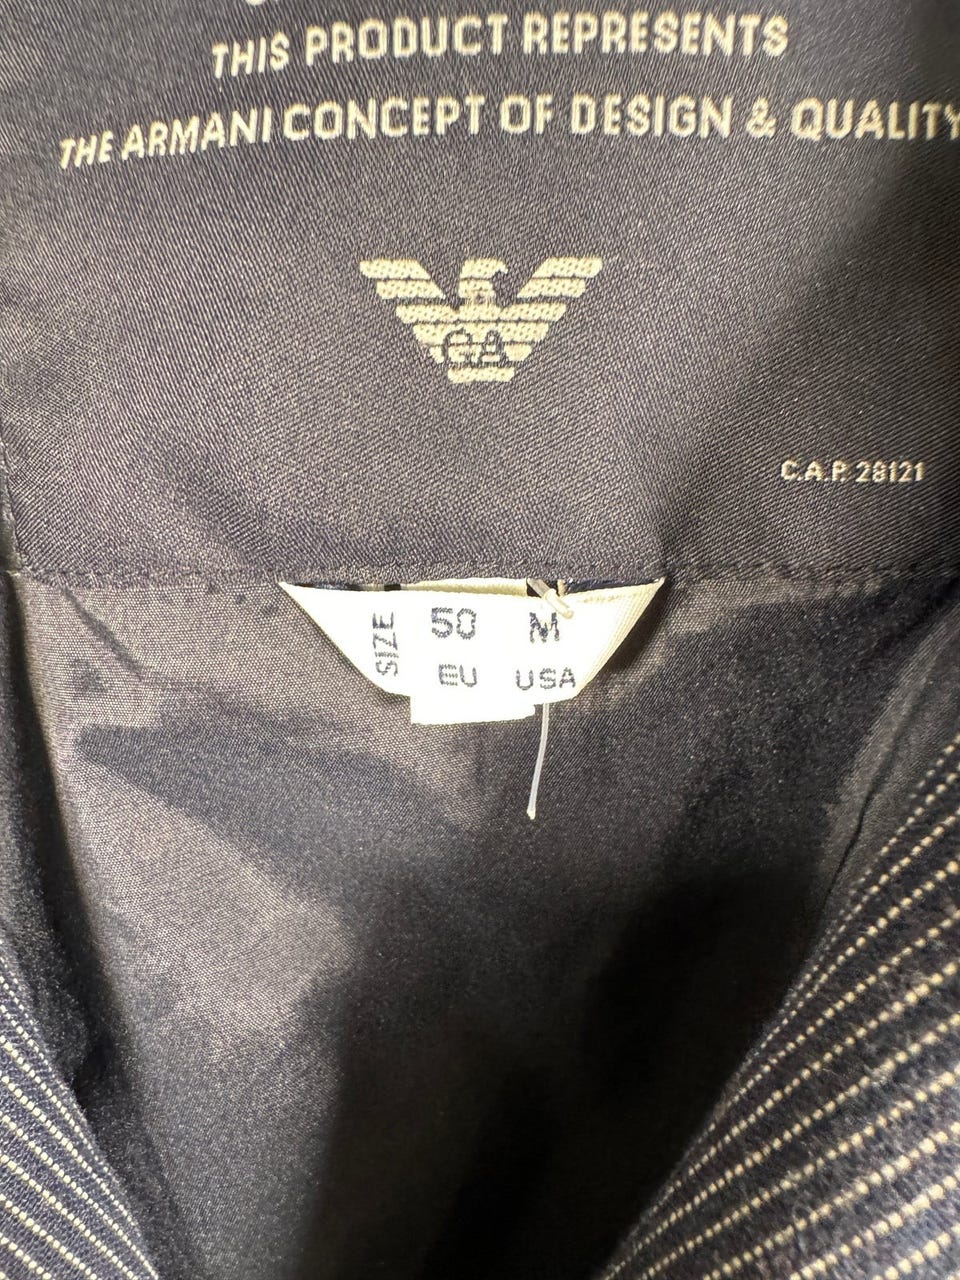 THIS PRODUCT REPRESENTS
THE ARMANI CONCEPT OF DESIGN & QUALITY
GA
C.A.P. 28121
SIZE
50 M
EU USA